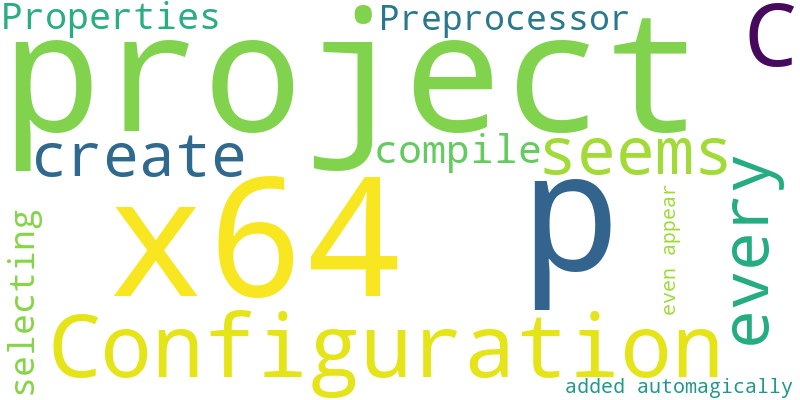 Properties
Preprocessor
C
project
create
compile
seems
every
x64
p
even appear
selecting
Configuration
added automagically